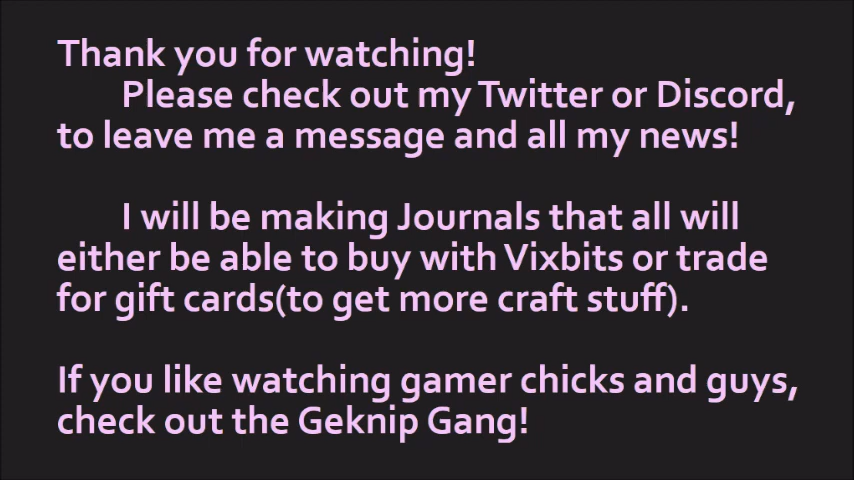 Thank you for watching!
Please check out my Twitter or Discord,
to leave me a message and all my news!
I will be making Journals that all will
either be able to buy with Vixbits or trade
for gift cards(to get more craft stuff).
If you like watching gamer chicks and guys,
check out the Geknip Gang!